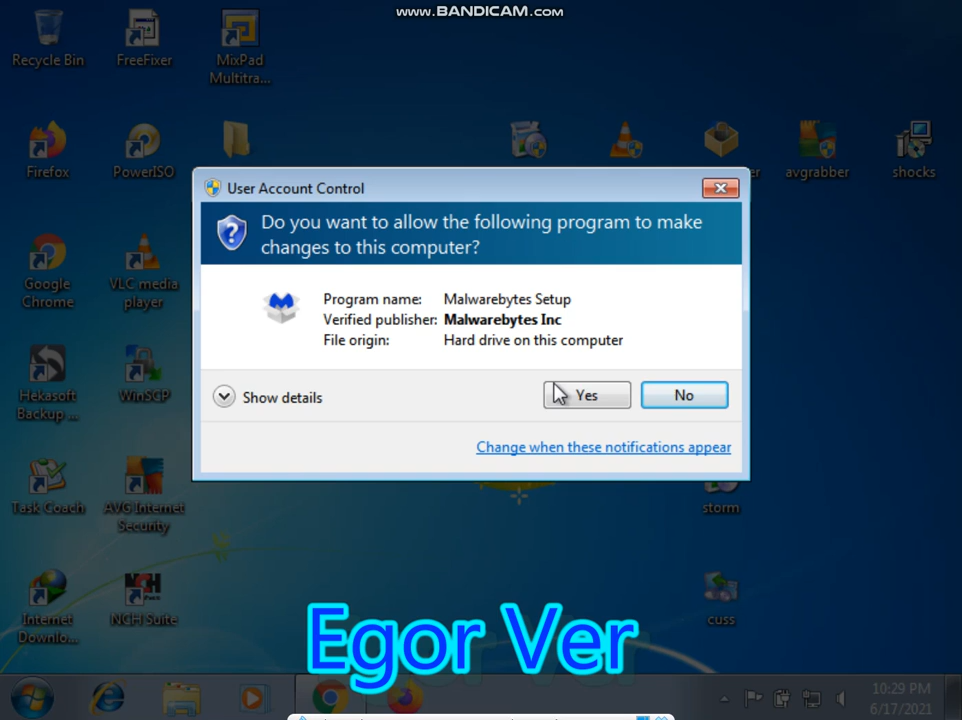 www.BANDICAM.com
Recycle Bin
FreeFixer
MixPad
Multitra...
Firefox
PowerISO
avgrabber
shocks
User Account Control
Do you want to allow the following program to make
changes to this computer?
Google
Chrome
VLC media
player
Program name: Malwarebytes Setup
Verified publisher: Malwarebytes Inc
File origin: Hard drive on this computer
Hekasoft
Backup ...
WinSCP
Show details
Yes
No
Change when these notifications appear
Task Coach
AVG Internet
Security
storm
Internet
Downlo...
NCH Suite
cuss
Egor Ver
10:29 PM
6/17/2021